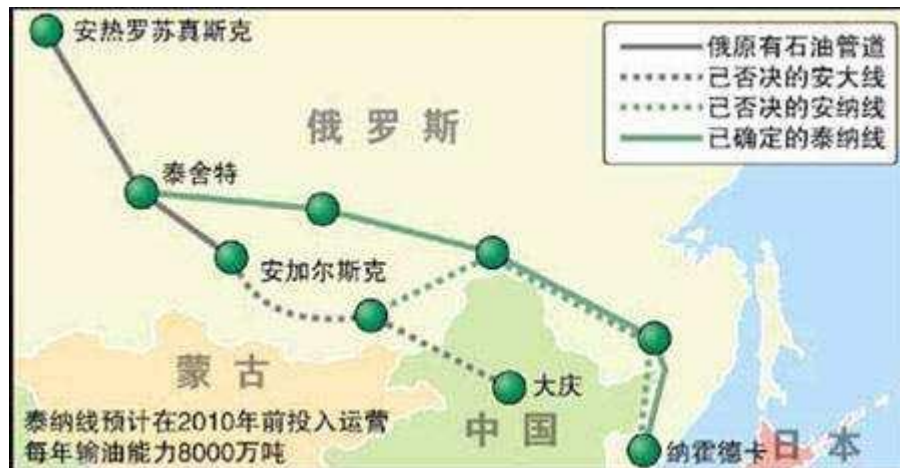 安热罗苏真斯克
俄原有石油管道
已否决的安大线
已否决的安纳线
已确定的泰纳线
俄罗斯
泰舍特
安加尔斯克
蒙古
大庆
中国
泰纳线预计在2010年前投入运营
每年输油能力8000万吨
纳霍德卡
日本